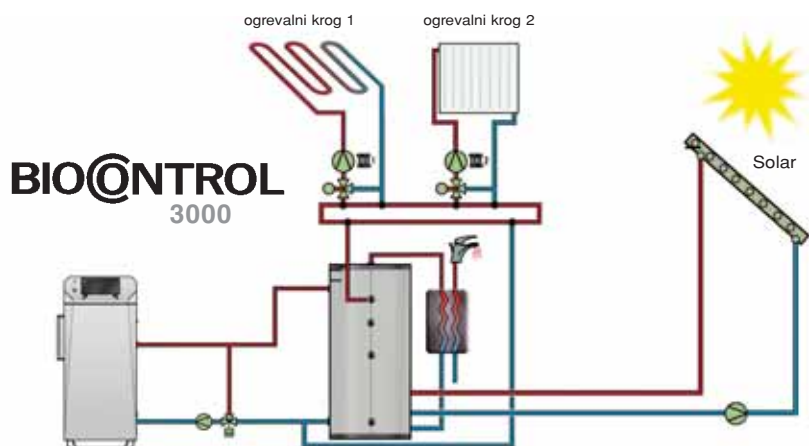 ogrevalni krog 1
ogrevalni krog 2
Solar
BIOCONTROL
3000